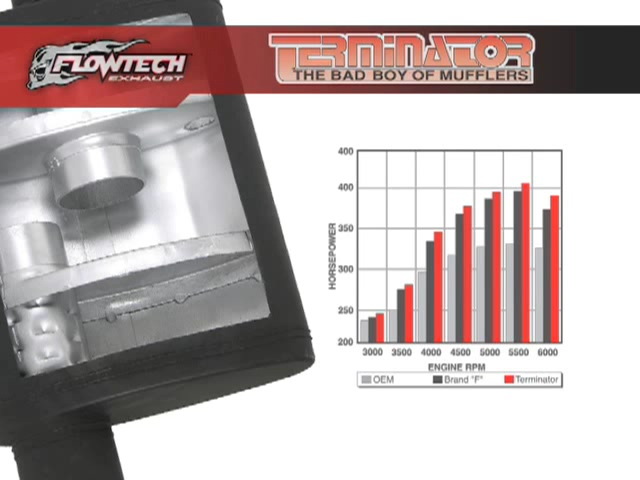 FLOWTECH
EXHAUST
TERMINATOR
THE BAD BOY OF MUFFLERS
400
400
350
300
250
200
HORSEPOWER
3000 3500 4000 4500 5000 5500 6000
ENGINE RPM
OEM Brand "F" Terminator